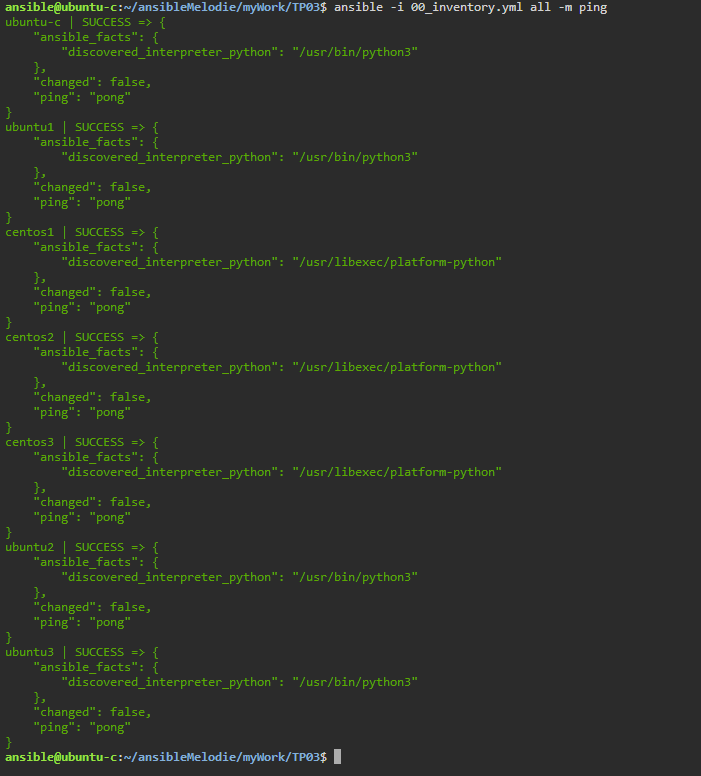 ansible@ubuntu-c:~/ansibleMelodie/myWork/TP03$ ansible -i 00_inventory.yml all -m ping
ubuntu-c | SUCCESS => {
    "ansible_facts": {
        "discovered_interpreter_python": "/usr/bin/python3"
    },
    "changed": false,
    "ping": "pong"
}
ubuntu1 | SUCCESS => {
    "ansible_facts": {
        "discovered_interpreter_python": "/usr/bin/python3"
    },
    "changed": false,
    "ping": "pong"
}
centos1 | SUCCESS => {
    "ansible_facts": {
        "discovered_interpreter_python": "/usr/libexec/platform-python"
    },
    "changed": false,
    "ping": "pong"
}
centos2 | SUCCESS => {
    "ansible_facts": {
        "discovered_interpreter_python": "/usr/libexec/platform-python"
    },
    "changed": false,
    "ping": "pong"
}
centos3 | SUCCESS => {
    "ansible_facts": {
        "discovered_interpreter_python": "/usr/libexec/platform-python"
    },
    "changed": false,
    "ping": "pong"
}
ubuntu2 | SUCCESS => {
    "ansible_facts": {
        "discovered_interpreter_python": "/usr/bin/python3"
    },
    "changed": false,
    "ping": "pong"
}
ubuntu3 | SUCCESS => {
    "ansible_facts": {
        "discovered_interpreter_python": "/usr/bin/python3"
    },
    "changed": false,
    "ping": "pong"
}
ansible@ubuntu-c:~/ansibleMelodie/myWork/TP03$